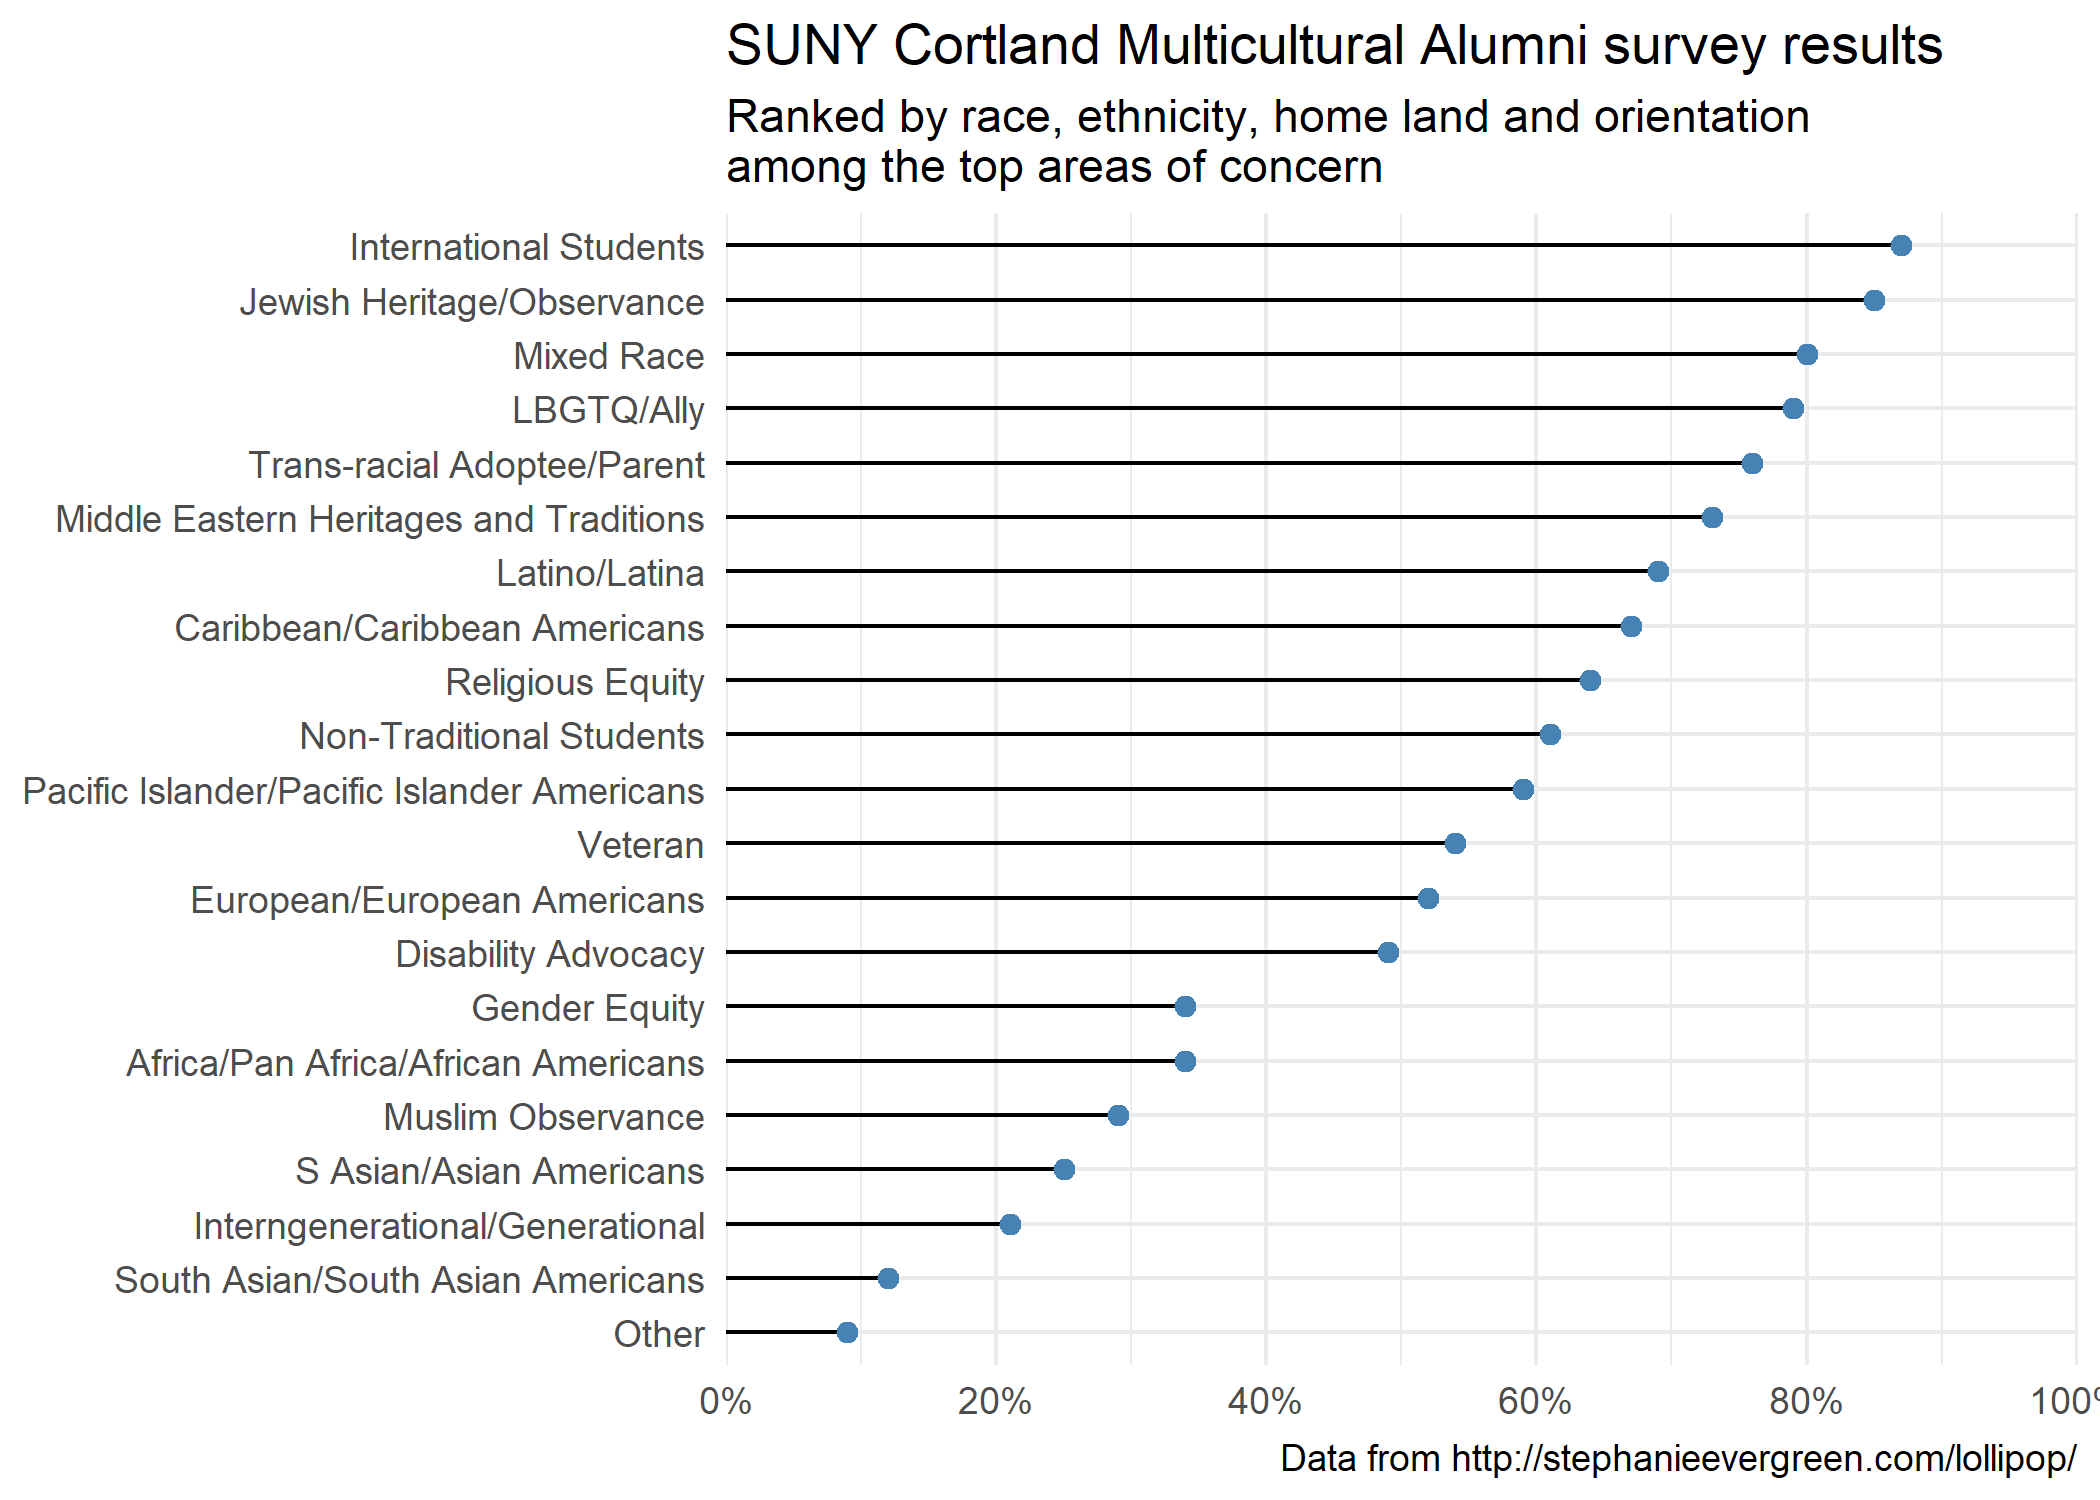 SUNY Cortland Multicultural Alumni survey results
Ranked by race, ethnicity, home land and orientation
among the top areas of concern
International Students
Jewish Heritage/Observance
Mixed Race
LBGTQ/Ally
Trans-racial Adoptee/Parent
Middle Eastern Heritages and Traditions
Latino/Latina
Caribbean/Caribbean Americans
Religious Equity
Non-Traditional Students
Pacific Islander/Pacific Islander Americans
Veteran
European/European Americans
Disability Advocacy
Gender Equity
Africa/Pan Africa/African Americans
Muslim Observance
S Asian/Asian Americans
Interngenerational/Generational
South Asian/South Asian Americans
Other
0% 20% 40% 60% 80% 100%
Data from http://stephanieevergreen.com/lollipop/